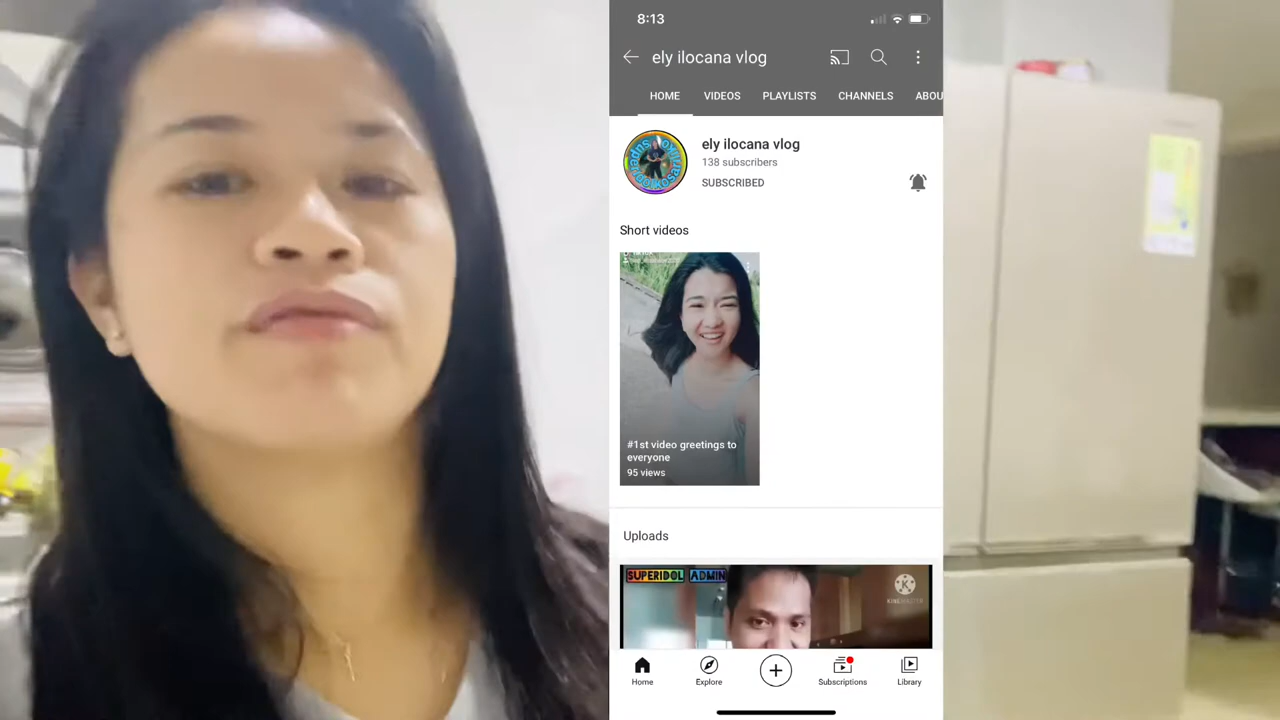 8:13
ely ilocana vlog
HOME VIDEOS PLAYLISTS CHANNELS ABOU
ely ilocana vlog
138 subscribers
SUBSCRIBED
Short videos
#1st video greetings to
everyone
95 views
Uploads
SUPERIDOL ADMIN
KINEMASTER
Home Explore Subscriptions Library